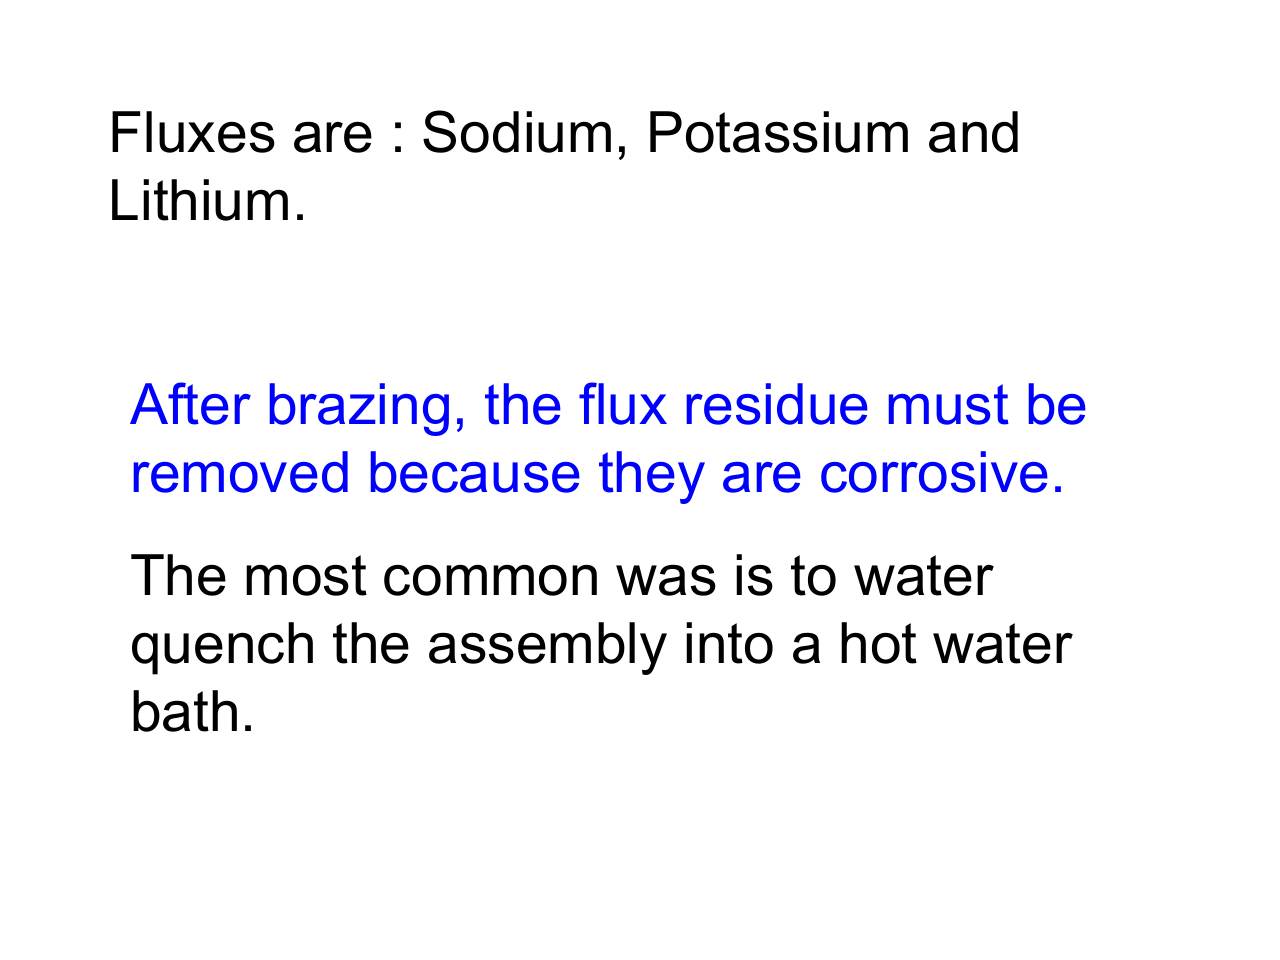 Fluxes are : Sodium, Potassium and
Lithium.
After brazing, the flux residue must be
removed because they are corrosive.
The most common was is to water
quench the assembly into a hot water
bath.